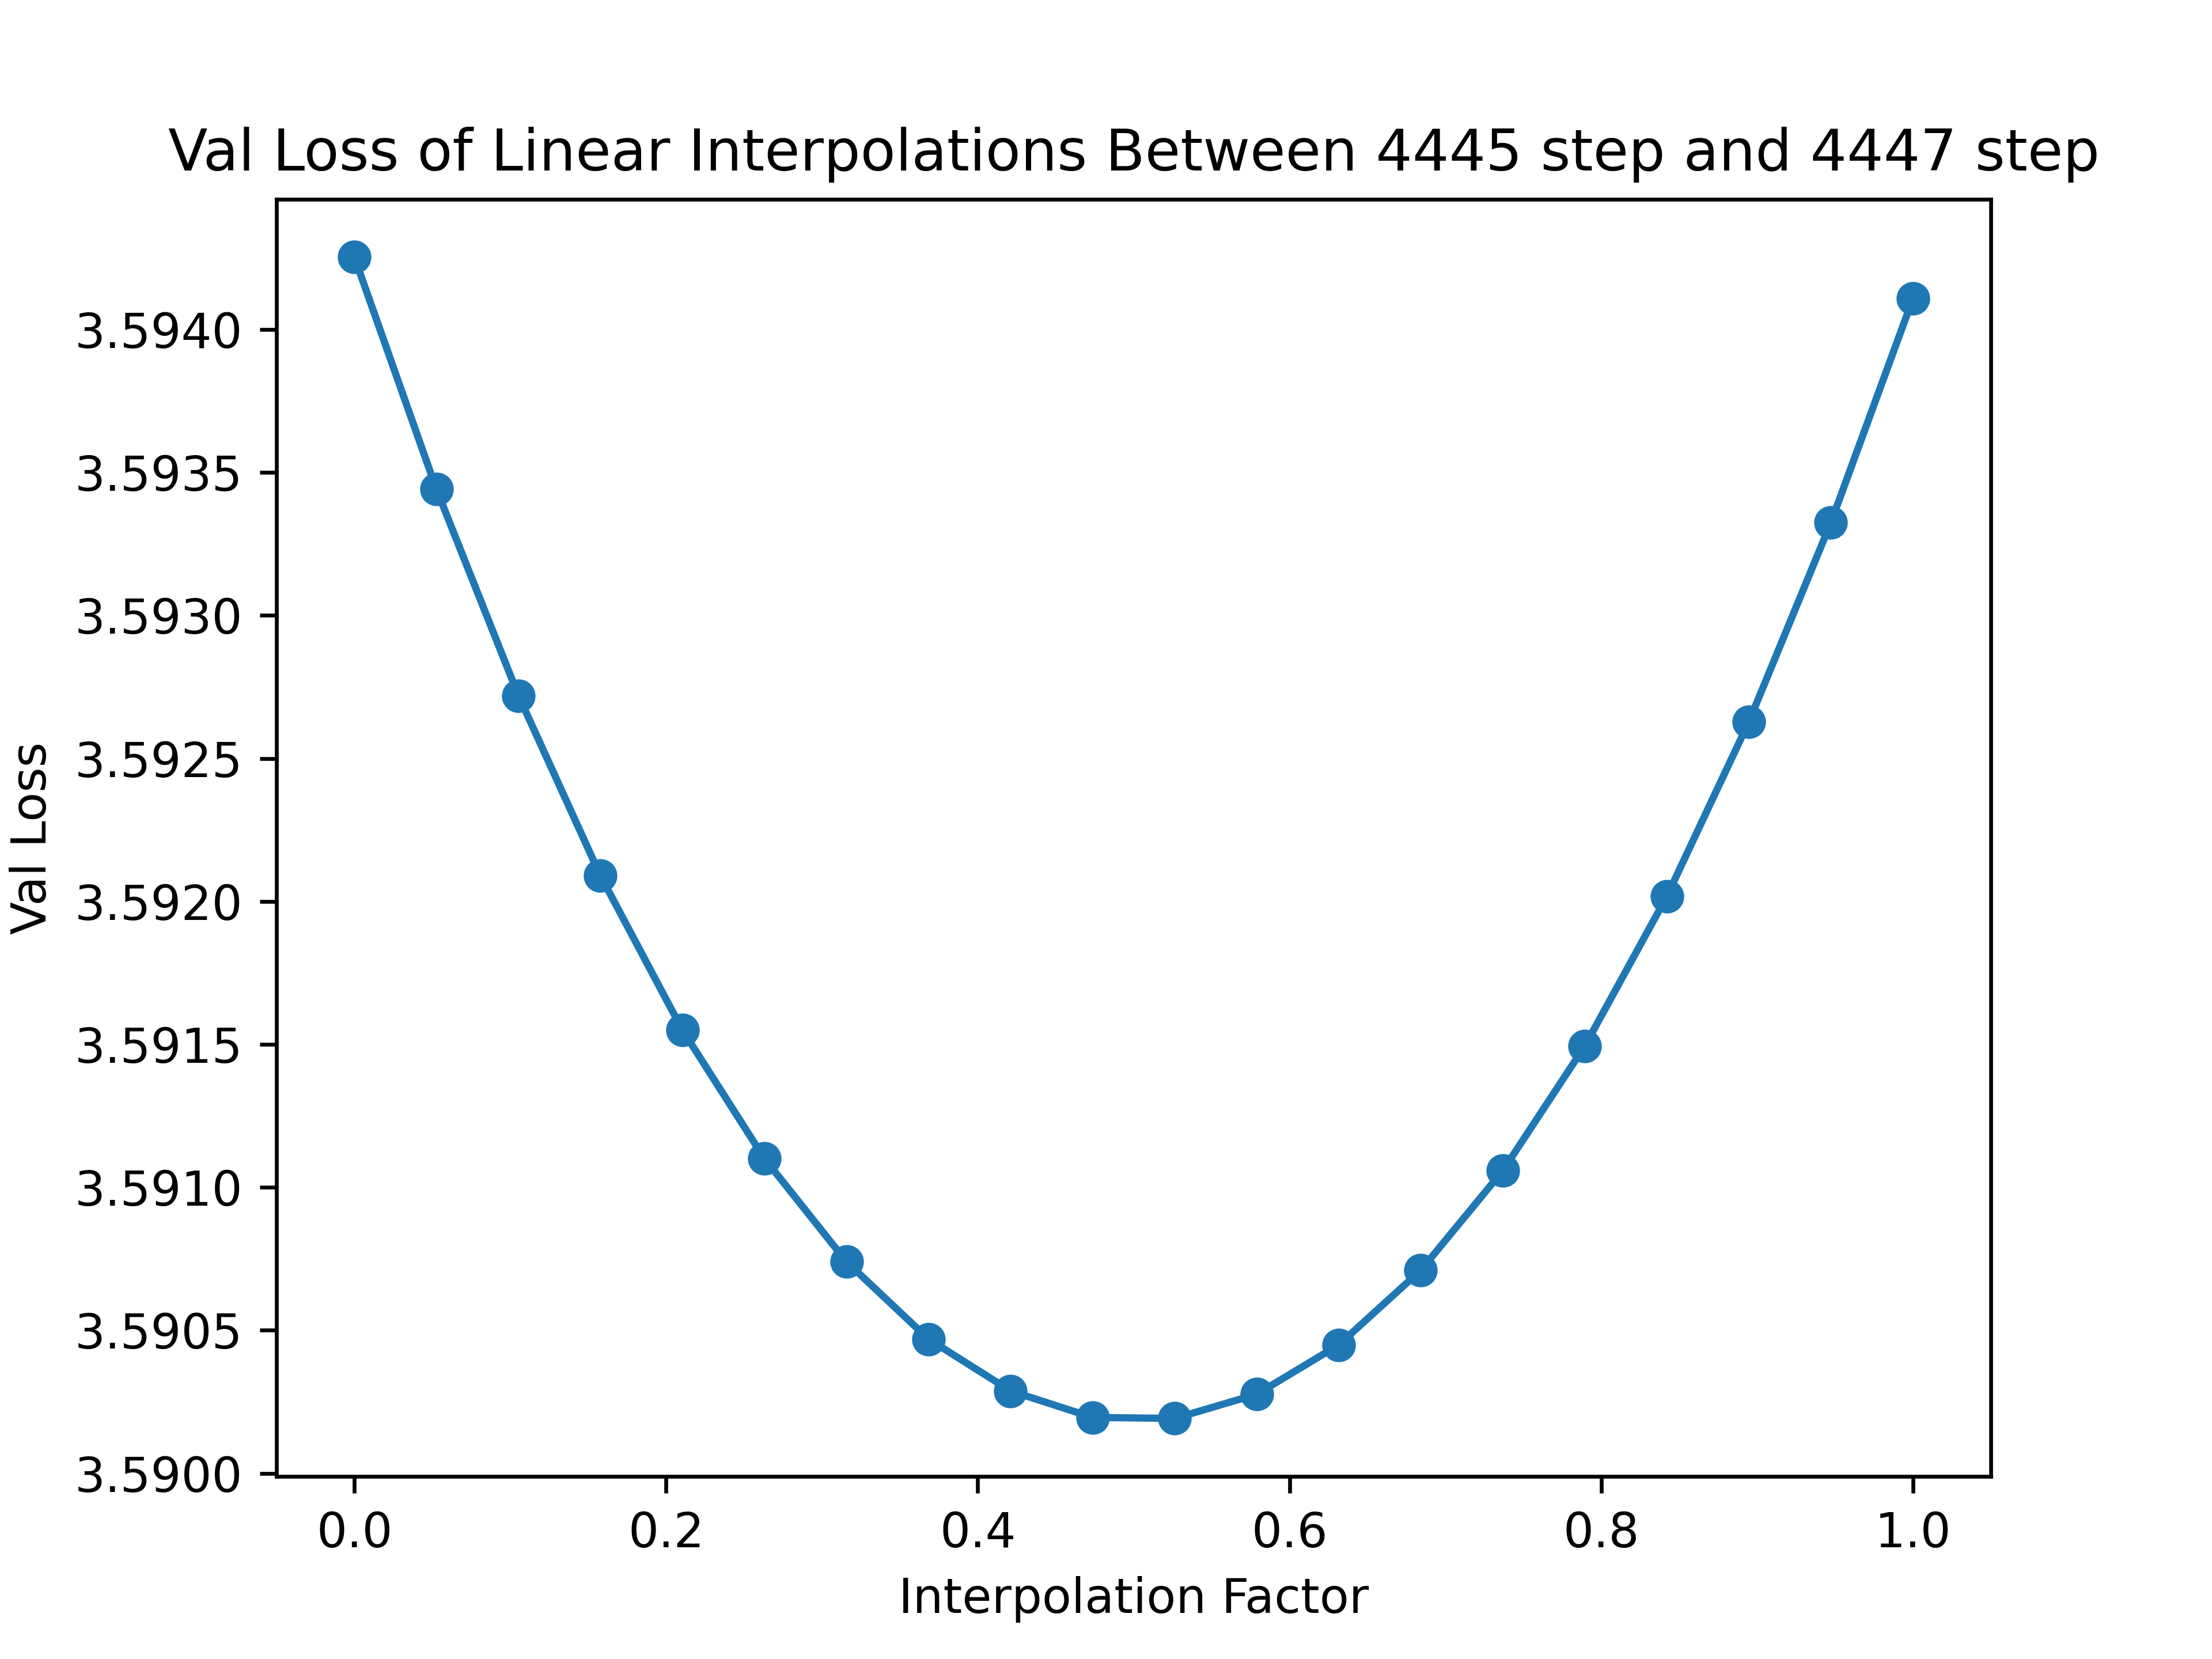 Val Loss of Linear Interpolations Between 4445 step and 4447 step
3.5940
3.5935
3.5930
3.5925
3.5920
3.5915
3.5910
3.5905
3.5900
Val Loss
0.0 0.2 0.4 0.6 0.8 1.0
Interpolation Factor